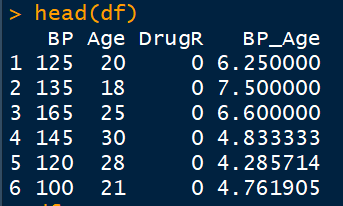 > head(df)
BP Age DrugR BP_Age
1 125 20 0 6.250000
2 135 18 0 7.500000
3 165 25 0 6.600000
4 145 30 0 4.833333
5 120 28 0 4.285714
6 100 21 0 4.761905